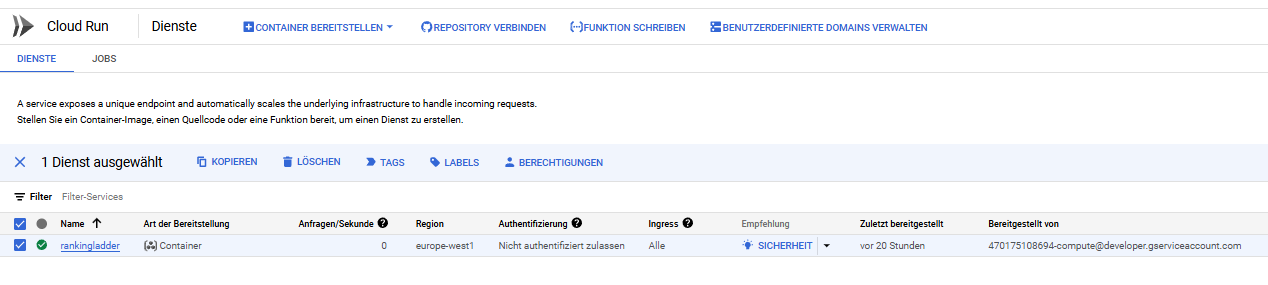 Cloud Run Dienste CONTAINER BEREITSTELLEN REPOSITORY VERBINDEN FUNKTION SCHREIBEN BENUTZERDEFINIERTE DOMAINS VERWALTEN
DIENSTE JOBS
A service exposes a unique endpoint and automatically scales the underlying infrastructure to handle incoming requests.
Stellen Sie ein Container-Image, einen Quellcode oder eine Funktion bereit, um einen Dienst zu erstellen.
1 Dienst ausgewählt KOPIEREN LÖSCHEN TAGS LABELS BERECHTIGUNGEN
Filter Filter-Services
Name Art der Bereitstellung Anfragen/Sekunde Region Authentifizierung Ingress Empfehlung Zuletzt bereitgestellt Bereitgestellt von
rankingladder Container 0 europe-west1 Nicht authentifiziert zulassen Alle SICHERHEIT vor 20 Stunden 470175108694-compute@developer.gserviceaccount.com